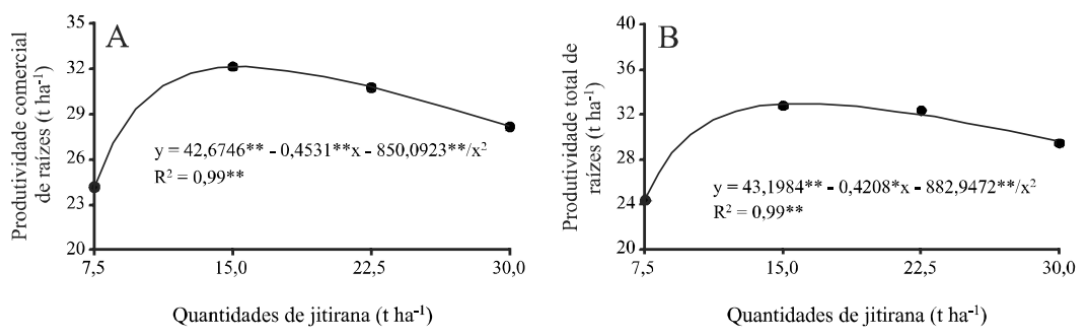 A
Produtividade comercial
de raízes (t ha⁻¹)
35
32
29
26
23
20
y = 42,6746** - 0,4531**x - 850,0923**/x²
R² = 0,99**
7,5
15,0
22,5
30,0
Quantidades de jitirana (t ha⁻¹)
B
Produtividade total de
raízes (t ha⁻¹)
40
36
32
28
24
20
y = 43,1984** - 0,4208*x - 882,9472**/x²
R² = 0,99**
7,5
15,0
22,5
30,0
Quantidades de jitirana (t ha⁻¹)